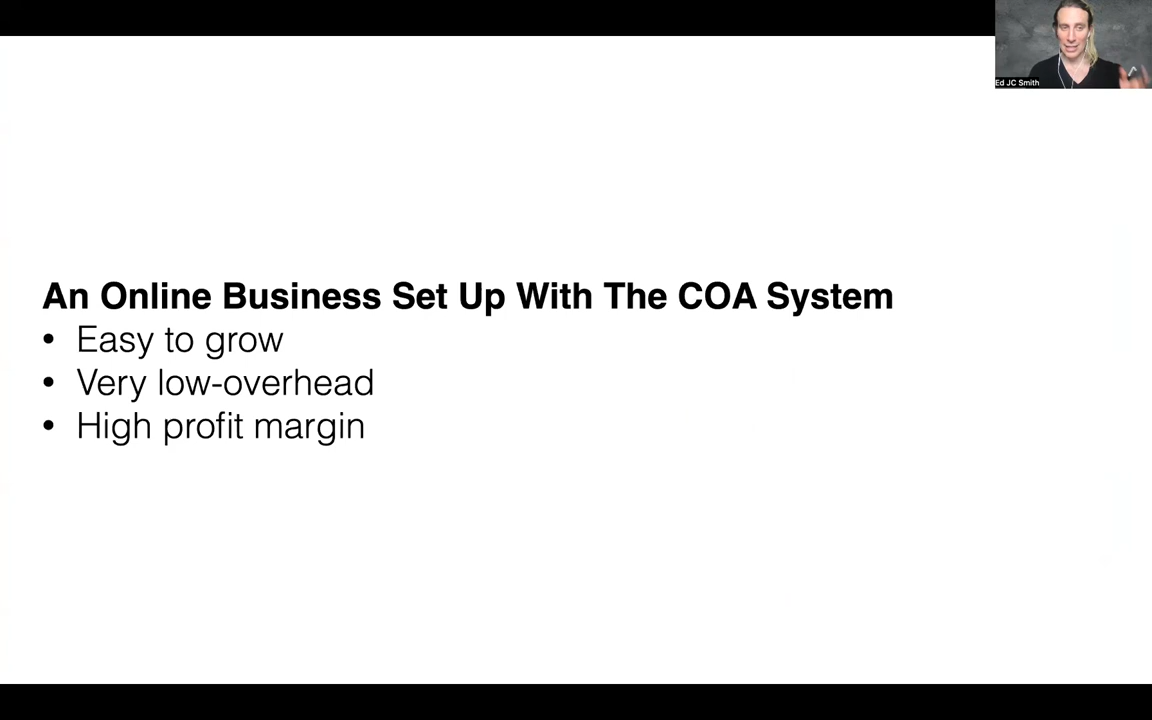 Ed JC Smith
An Online Business Set Up With The COA System
• Easy to grow
• Very low-overhead
• High profit margin